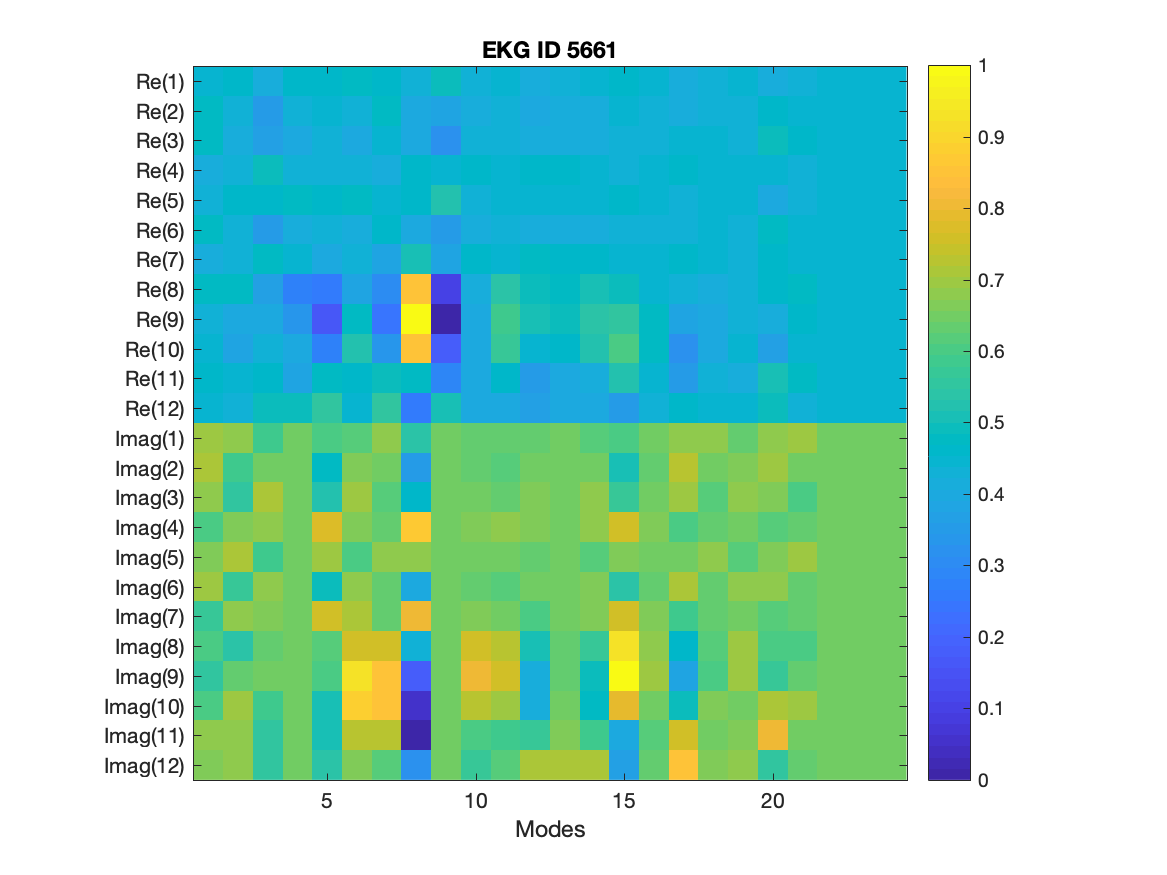 EKG ID 5661
Re(1)
Re(2)
Re(3)
Re(4)
Re(5)
Re(6)
Re(7)
Re(8)
Re(9)
Re(10)
Re(11)
Re(12)
Imag(1)
Imag(2)
Imag(3)
Imag(4)
Imag(5)
Imag(6)
Imag(7)
Imag(8)
Imag(9)
Imag(10)
Imag(11)
Imag(12)
5 10 15 20
Modes
1
0.9
0.8
0.7
0.6
0.5
0.4
0.3
0.2
0.1
0